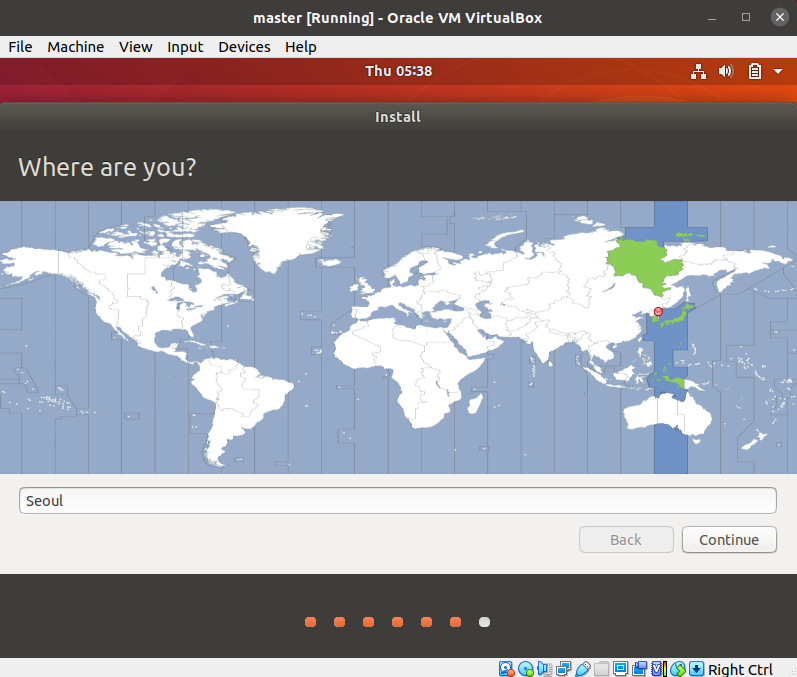 master [Running] - Oracle VM VirtualBox
File Machine View Input Devices Help
Thu 05:38
Install
Where are you?
Seoul
Back Continue
Right Ctrl